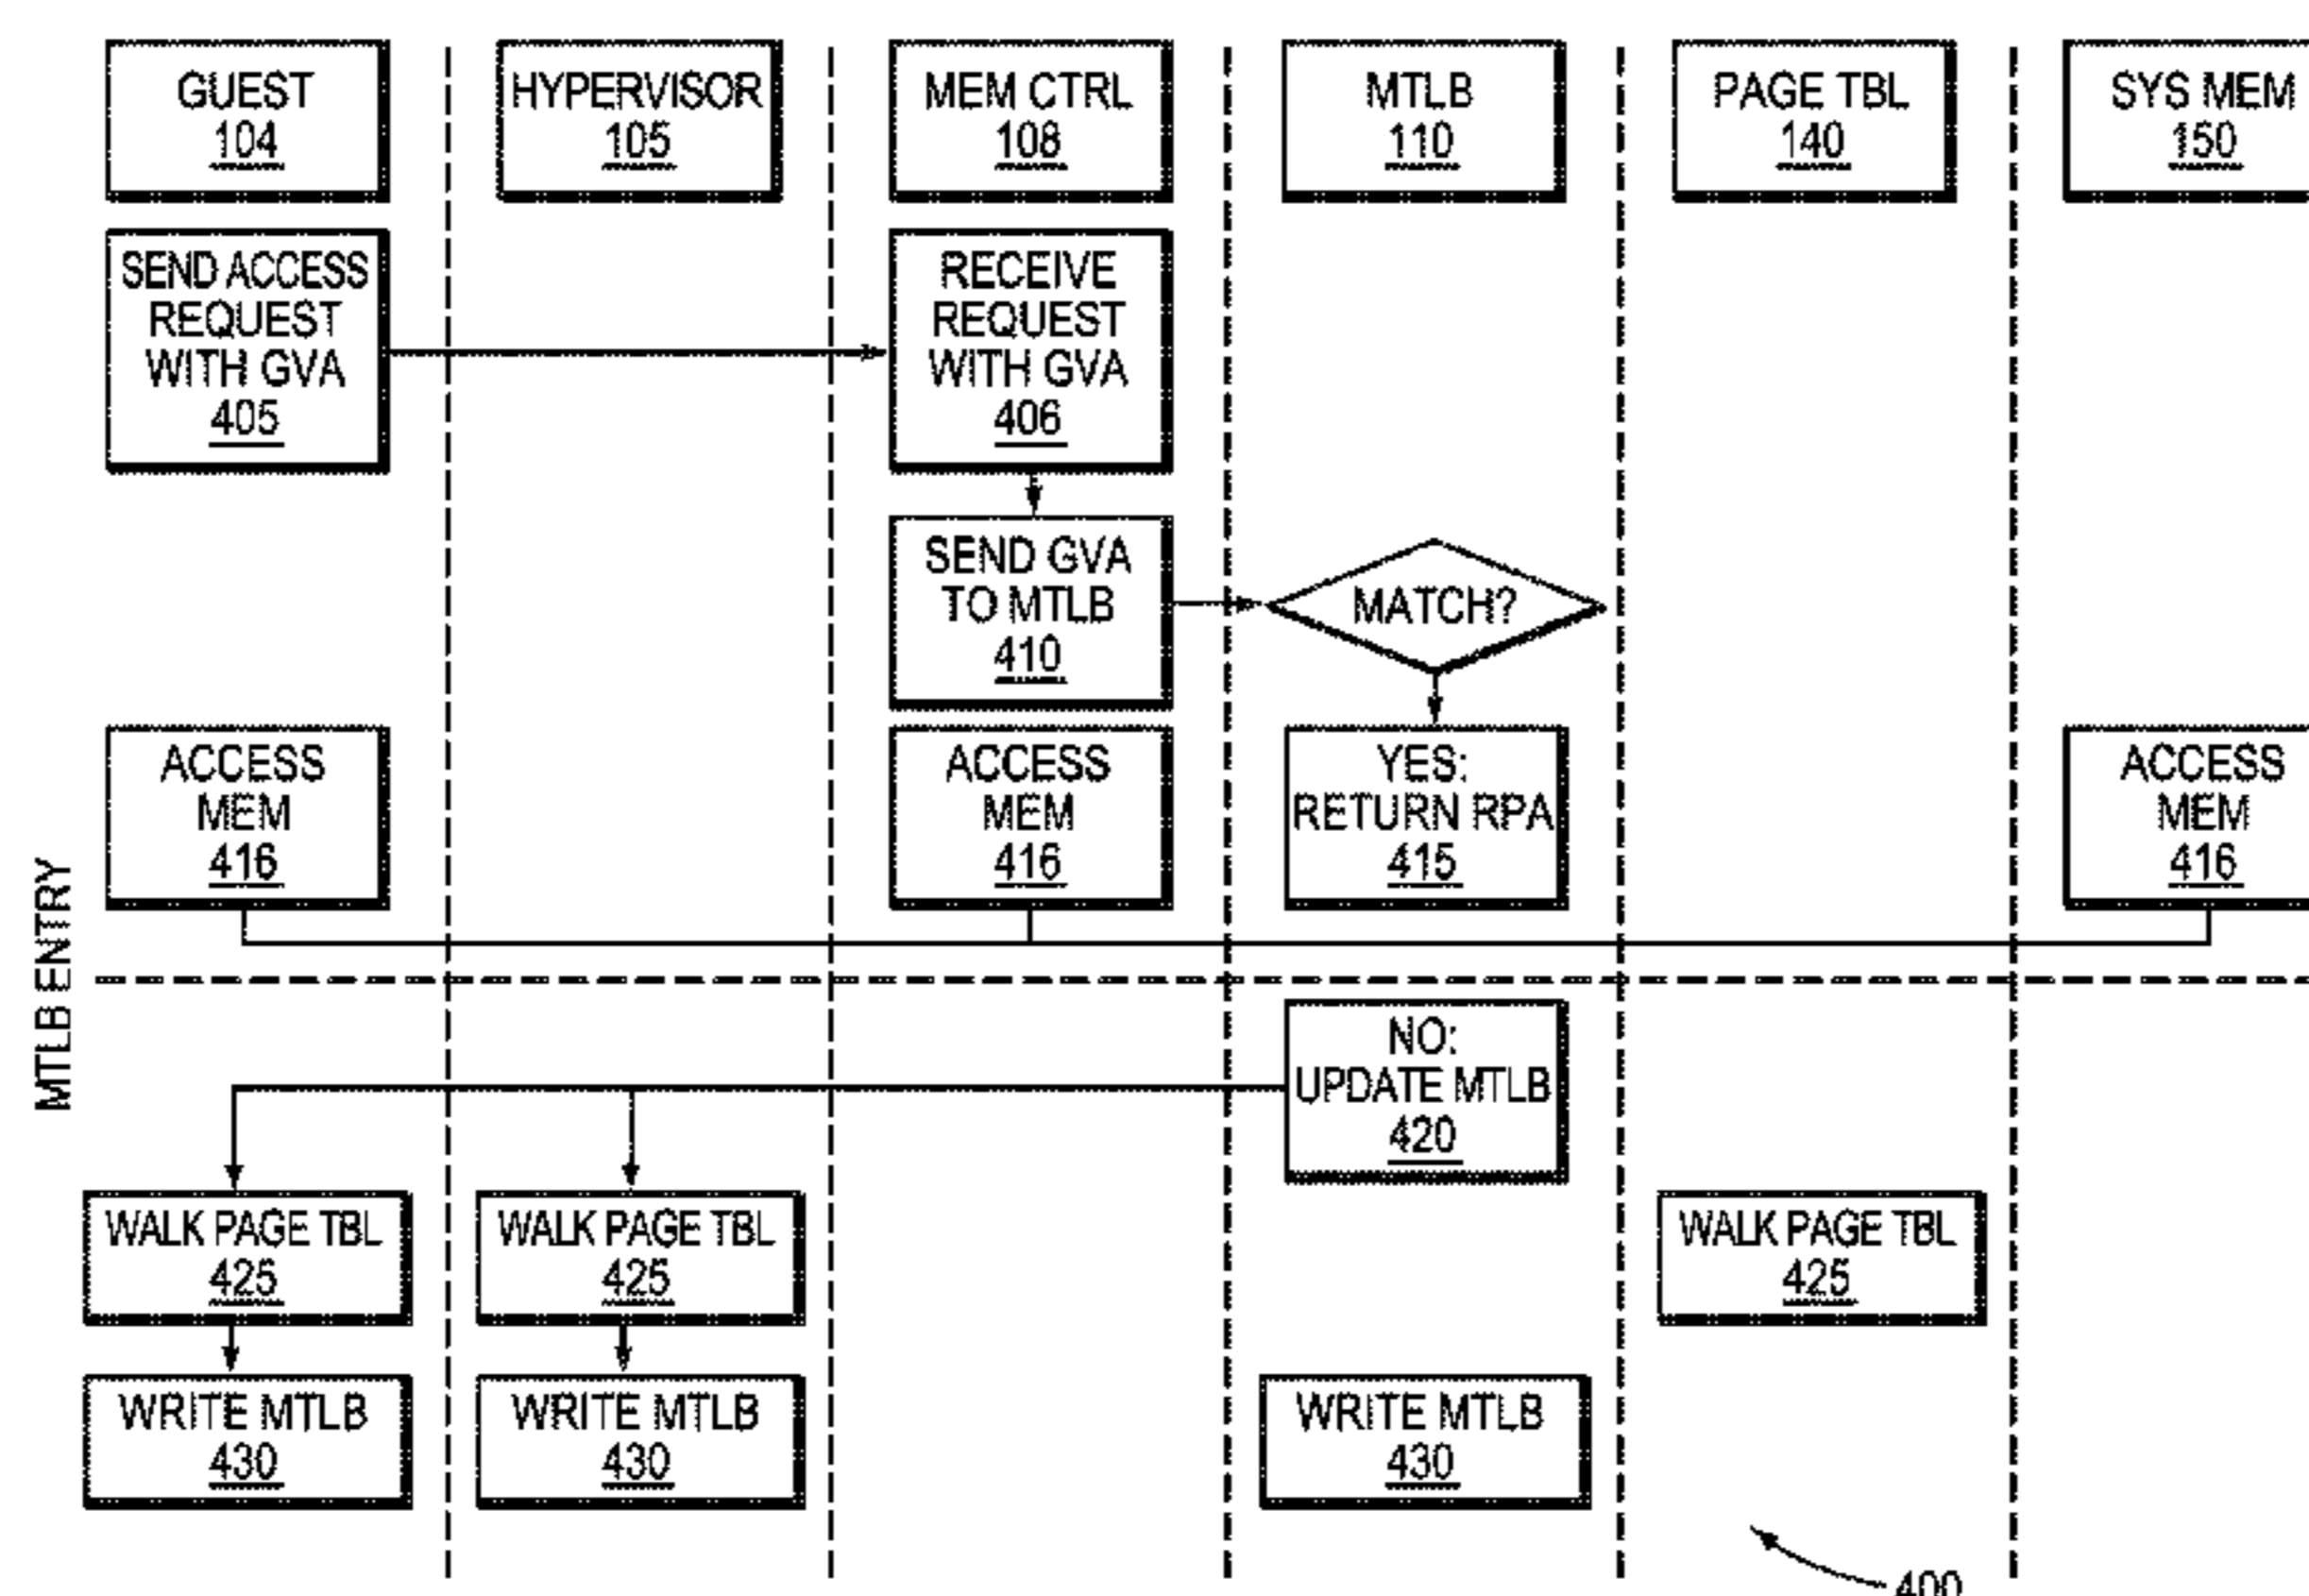 GUEST
104
HYPERVISOR
105
MEM CTRL
108
MTLB
110
PAGE TBL
140
SYS MEM
150
SEND ACCESS
REQUEST
WITH GVA
405
RECEIVE
REQUEST
WITH GVA
406
SEND GVA
TO MTLB
410
MATCH?
ACCESS
MEM
416
ACCESS
MEM
416
YES:
RETURN RPA
415
ACCESS
MEM
416
MTLB ENTRY
NO:
UPDATE MTLB
420
WALK PAGE TBL
425
WALK PAGE TBL
425
WALK PAGE TBL
425
WRITE MTLB
430
WRITE MTLB
430
WRITE MTLB
430
400